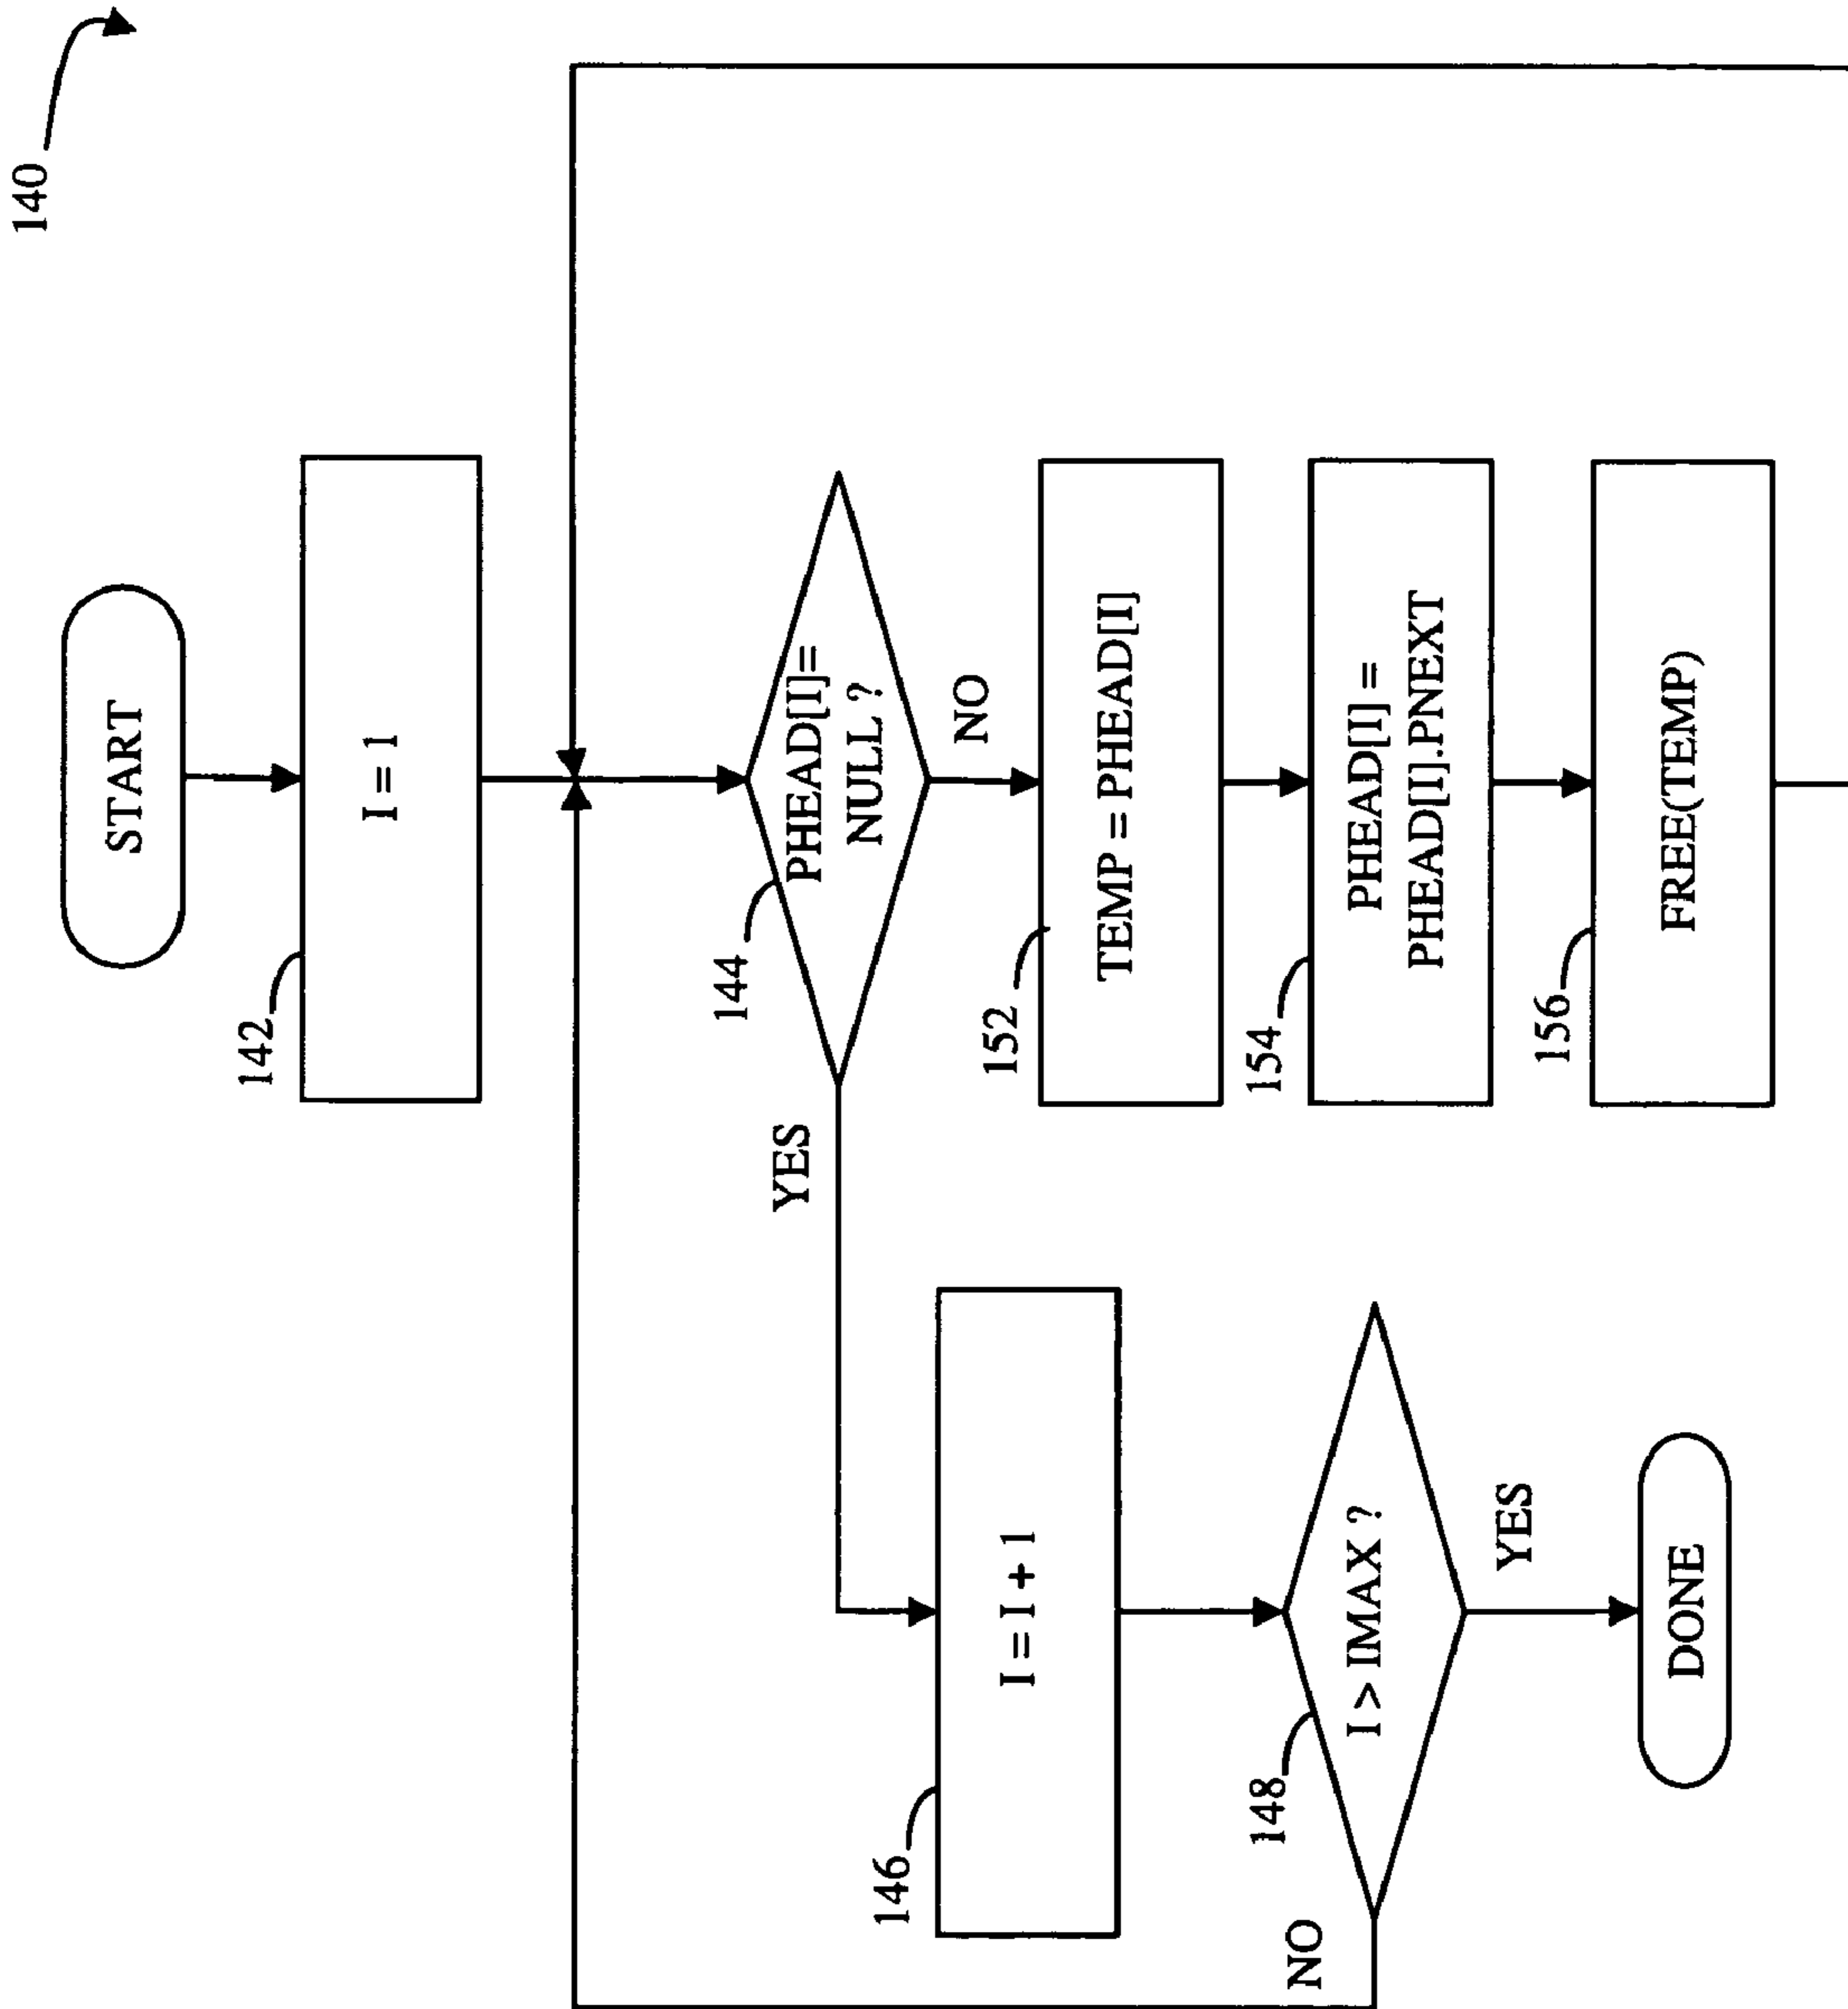 140
START
142
I = 1
144
PHEAD[I]=
NULL ?
YES
NO
146
I = I + 1
152
TEMP = PHEAD[I]
148
I > IMAX ?
NO
YES
154
PHEAD[I] =
PHEAD[I].PNEXT
156
FREE(TEMP)
DONE